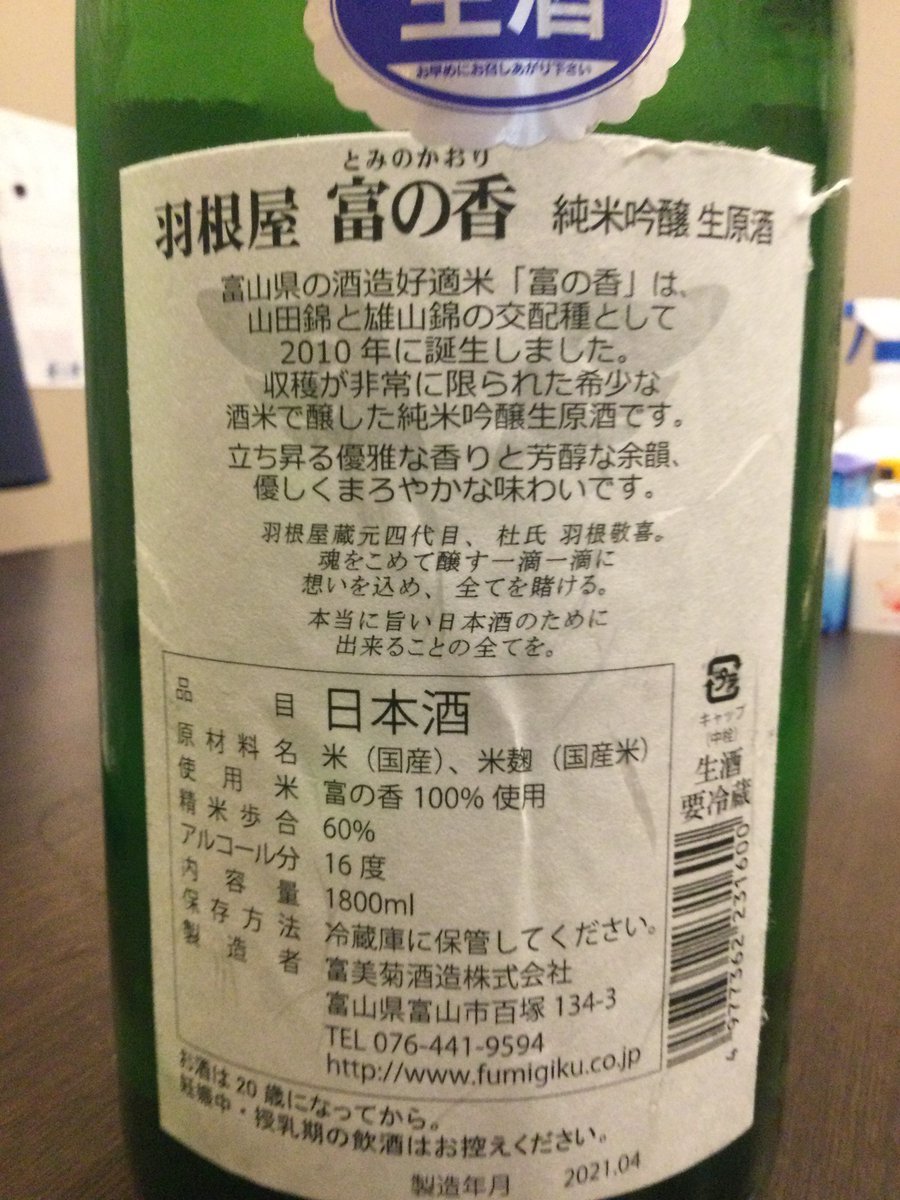 生酒
お早めにお召しあがり下さい
とみのかおり
羽根屋 富の香 純米吟醸 生原酒
富山県の酒造好適米「富の香」は、
山田錦と雄山錦の交配種として
2010年に誕生しました。
収穫が非常に限られた希少な
酒米で醸した純米吟醸生原酒です。
立ち昇る優雅な香りと芳醇な余韻、
優しくまろやかな味わいです。
羽根屋蔵元四代目、杜氏 羽根敬喜。
魂をこめて醸す一滴一滴に
想いを込め、全てを賭ける。
本当に旨い日本酒のために
出来ることの全てを。
品目 日本酒
原材料名 米（国産）、米麹（国産米）
使用米 富の香100%使用
精米歩合 60%
アルコール分 16度
内容量 1800ml
保存方法 冷蔵庫に保管してください。
製造者 富美菊酒造株式会社
富山県富山市百塚134-3
TEL 076-441-9594
http://www.fumigiku.co.jp
プラ
キャップ
(中栓)
生酒
要冷蔵
4 977362 231600
お酒は20歳になってから。
妊娠中・授乳期の飲酒はお控えください。
製造年月 2021.04